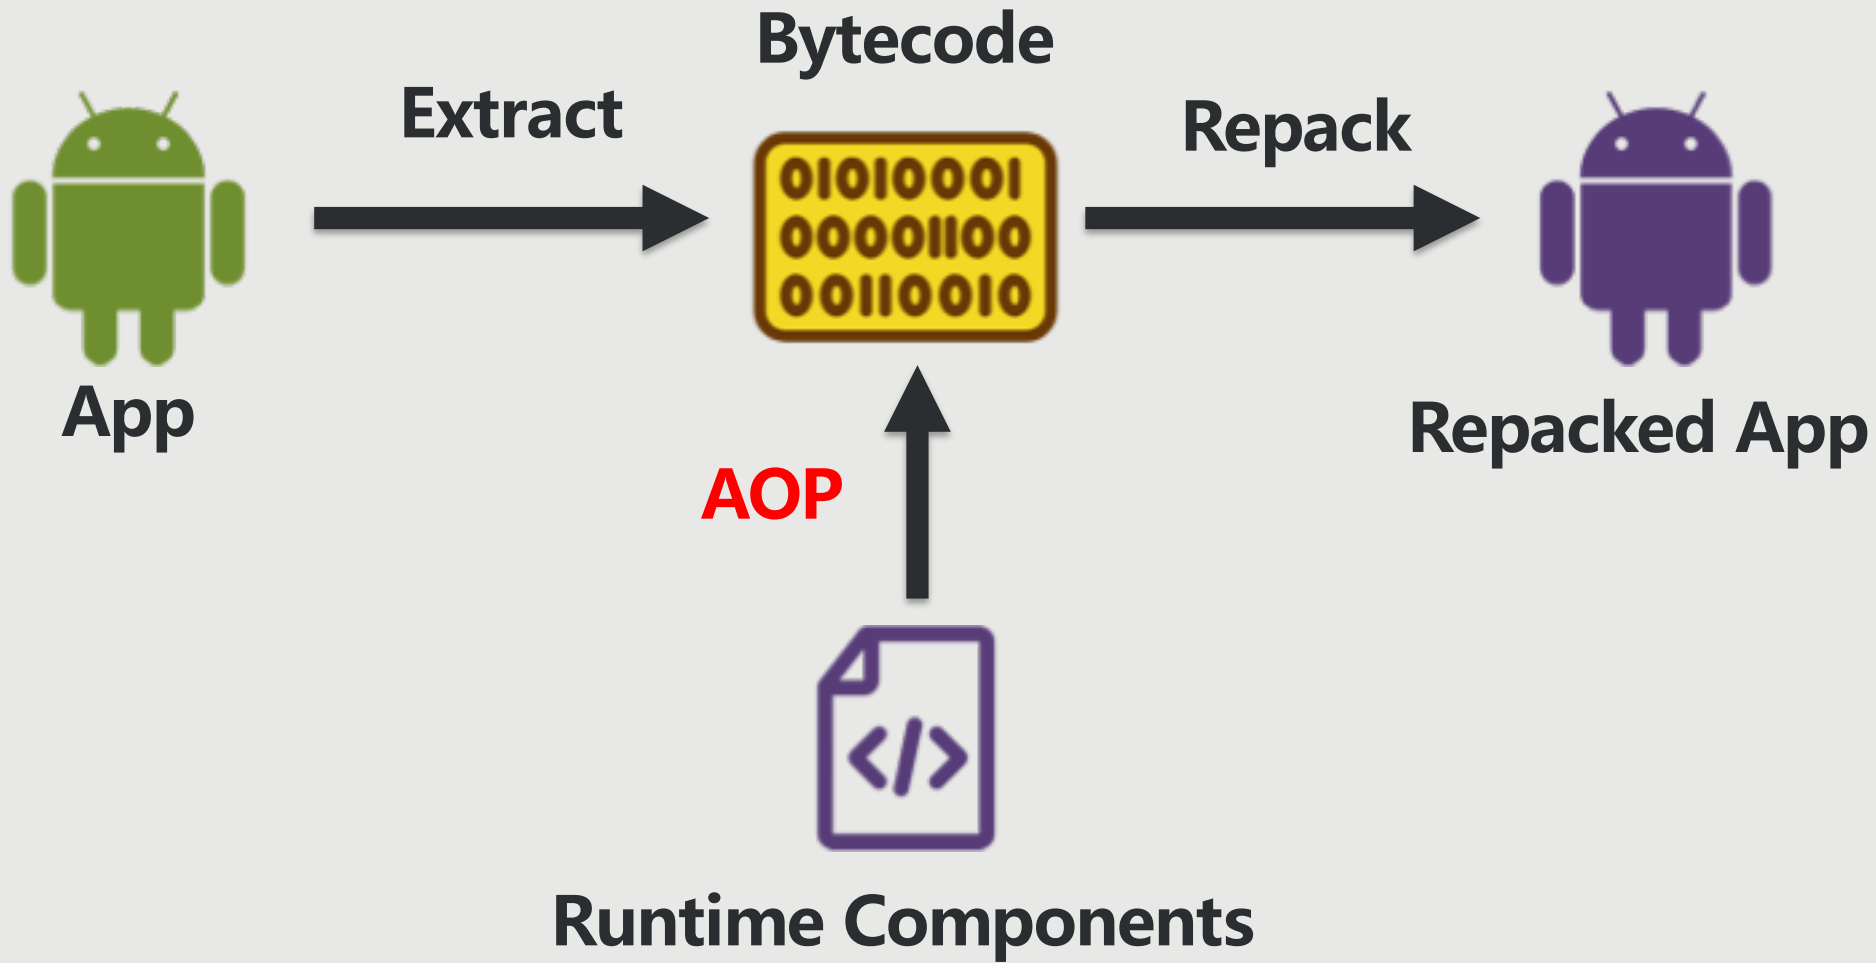 Bytecode
Extract
Repack
01010001
00001100
00110010
App
Repacked App
AOP
</>
Runtime Components